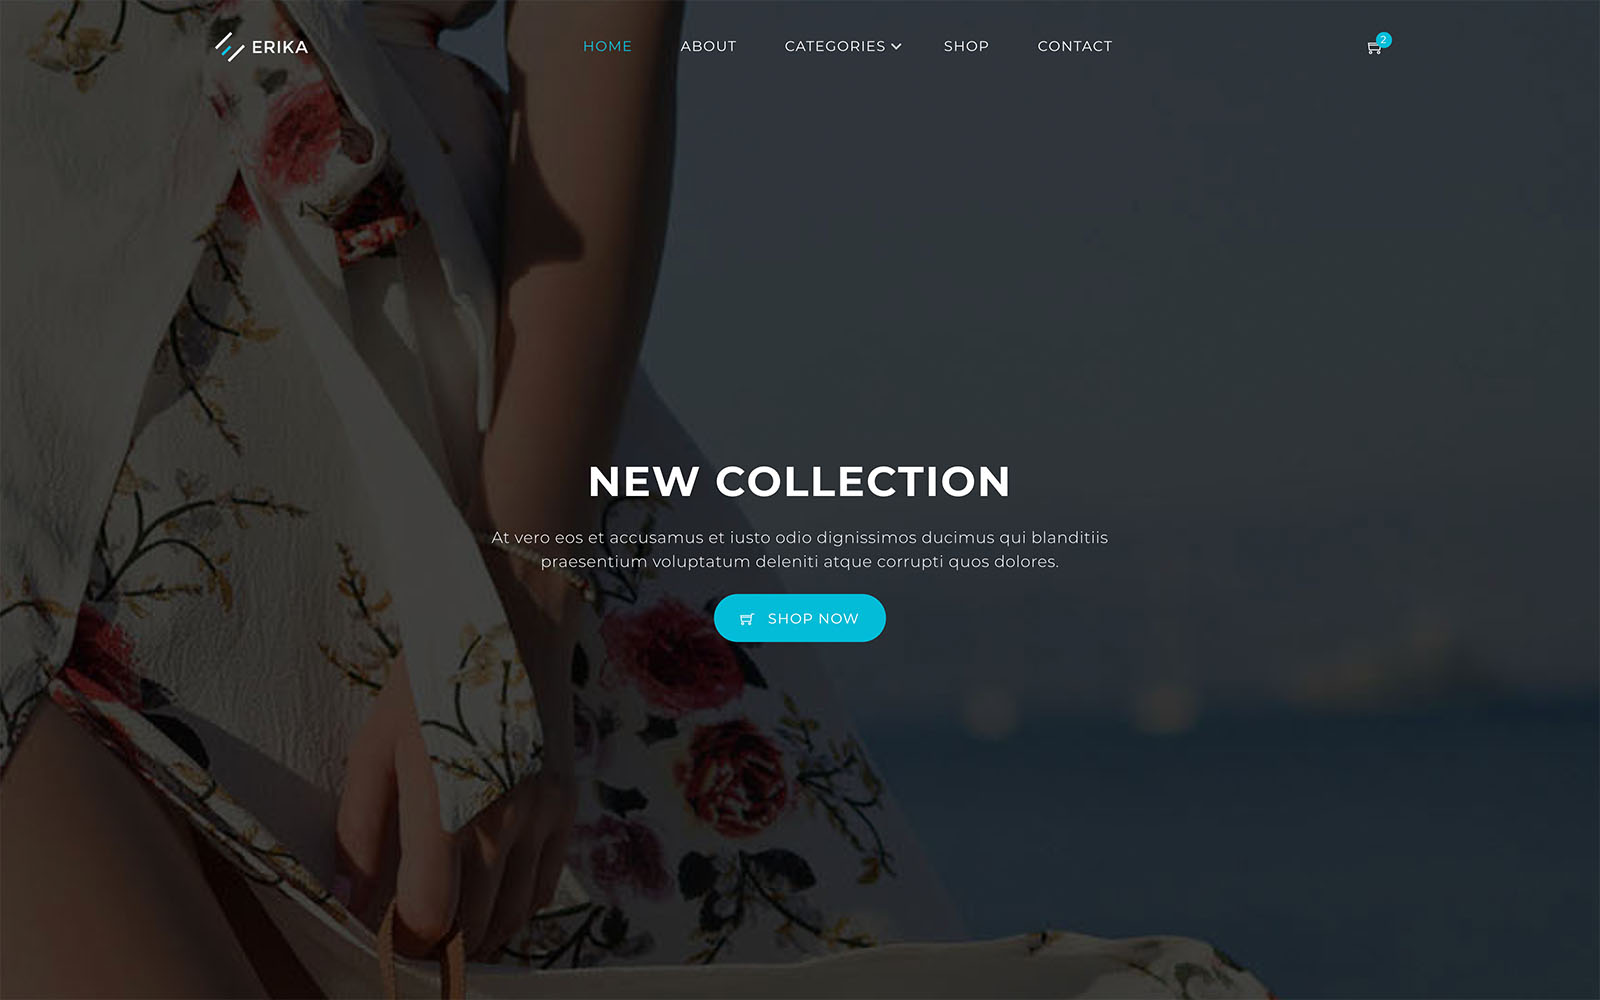 ERIKA
HOME ABOUT CATEGORIES SHOP CONTACT
2
NEW COLLECTION
At vero eos et accusamus et iusto odio dignissimos ducimus qui blanditiis
praesentium voluptatum deleniti atque corrupti quos dolores.
SHOP NOW